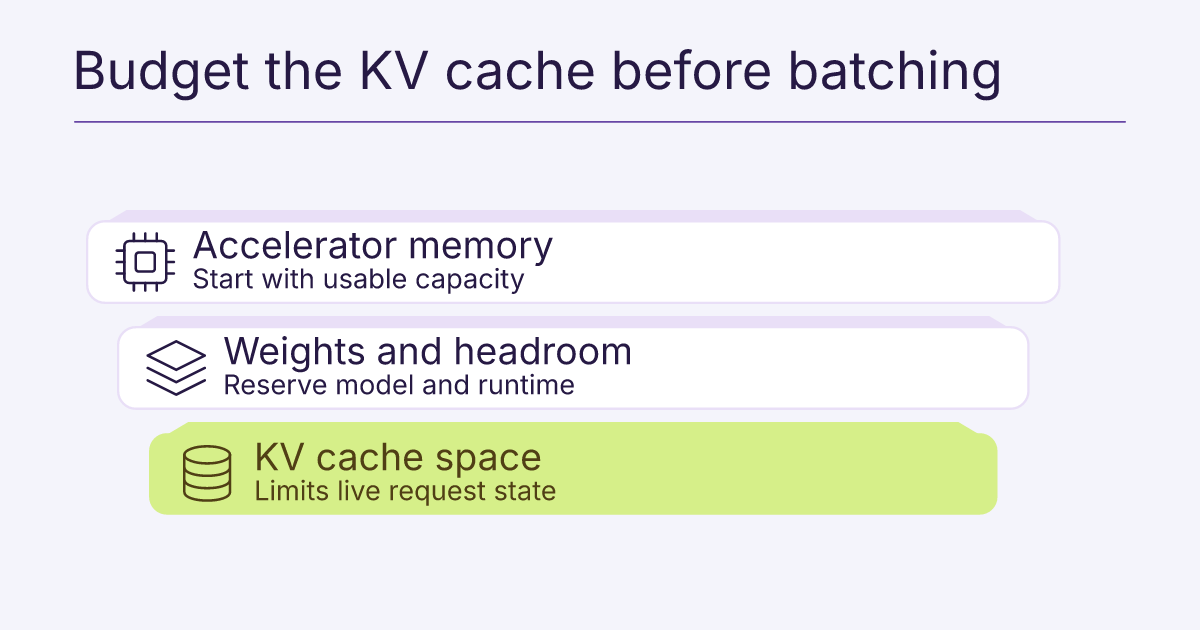 Budget the KV cache before batching
Accelerator memory
Start with usable capacity
Weights and headroom
Reserve model and runtime
KV cache space
Limits live request state